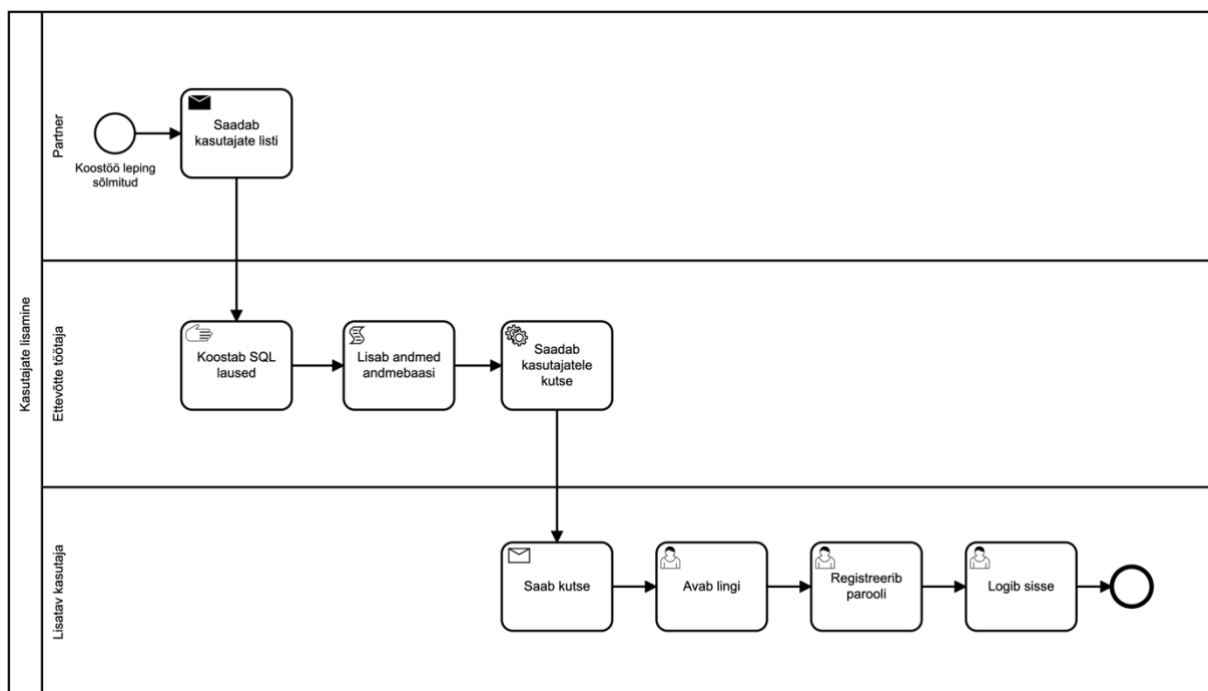 Kasutajate lisamine
Partner
Koostöö leping
sõlmitud
Saadab
kasutajate listi
Ettevõtte töötaja
Koostab SQL
laused
Lisab andmed
andmebaasi
Saadab
kasutajatele
kutse
Lisatav kasutaja
Saab kutse
Avab lingi
Registreerib
parooli
Logib sisse